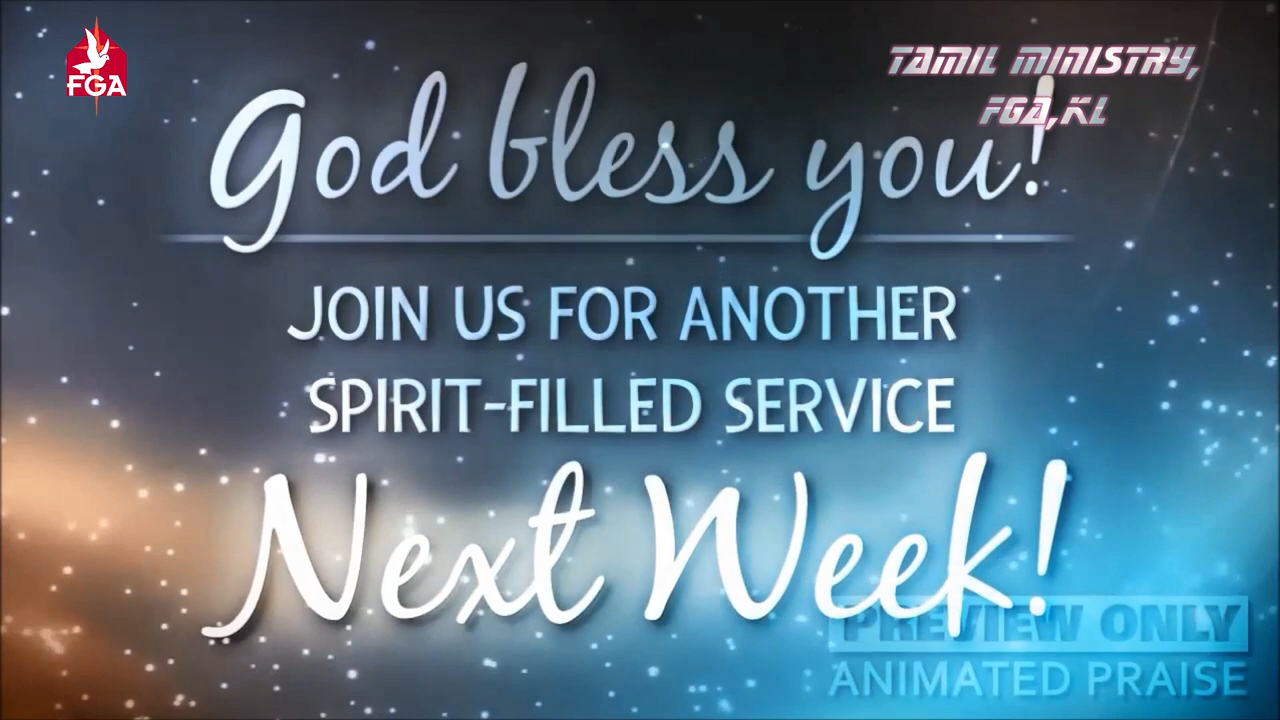 FGA
TAMIL MINISTRY,
FGA,KL
God bless you!
JOIN US FOR ANOTHER
SPIRIT-FILLED SERVICE
Next Week!
PREVIEW ONLY
ANIMATED PRAISE